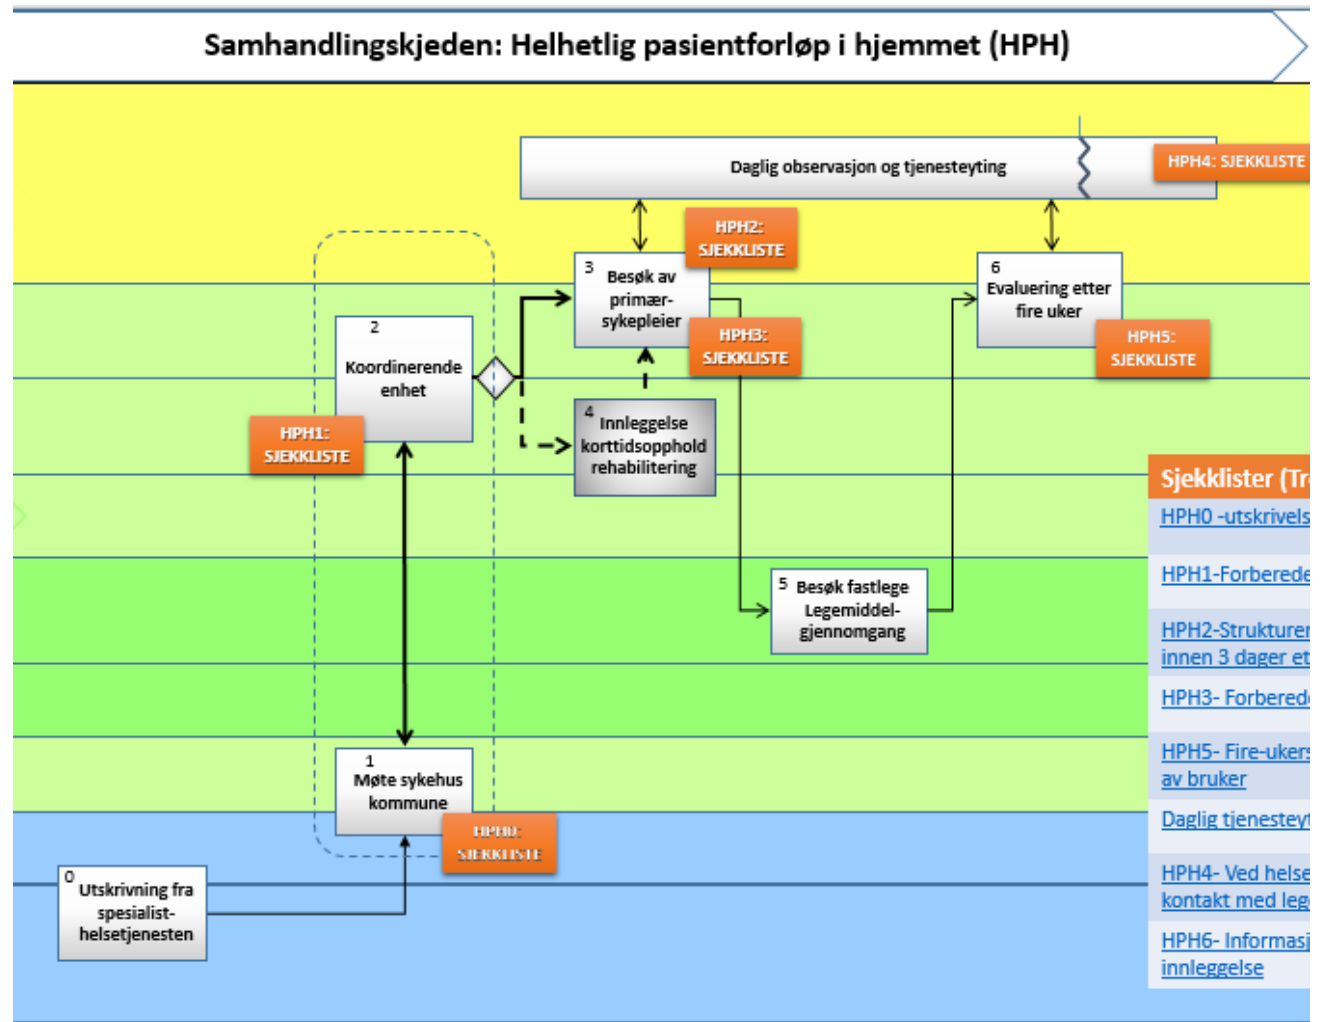 Samhandlingskjeden: Helhetlig pasientforløp i hjemmet (HPH)
Daglig observasjon og tjenesteyting
HPH4: SJEKKLISTE
HPH2:
SJEKKLISTE
3
Besøk av
primær-
sykepleier
HPH3:
SJEKKLISTE
6
Evaluering etter
fire uker
HPH5:
SJEKKLISTE
2
Koordinerende
enhet
HPH1:
SJEKKLISTE
4
Innleggelse
korttidsopphold
rehabilitering
5
Besøk fastlege
Legemiddel-
gjennomgang
1
Møte sykehus
kommune
HPH0:
SJEKKLISTE
0
Utskrivning fra
spesialist-
helsetjenesten
Sjekklister (Tr
HPH0 -utskrivels
HPH1-Forberede
HPH2-Strukturer
innen 3 dager et
HPH3- Forberede
HPH5- Fire-ukers
av bruker
Daglig tjenesteyt
HPH4- Ved helse
kontakt med leg
HPH6- Informasj
innleggelse